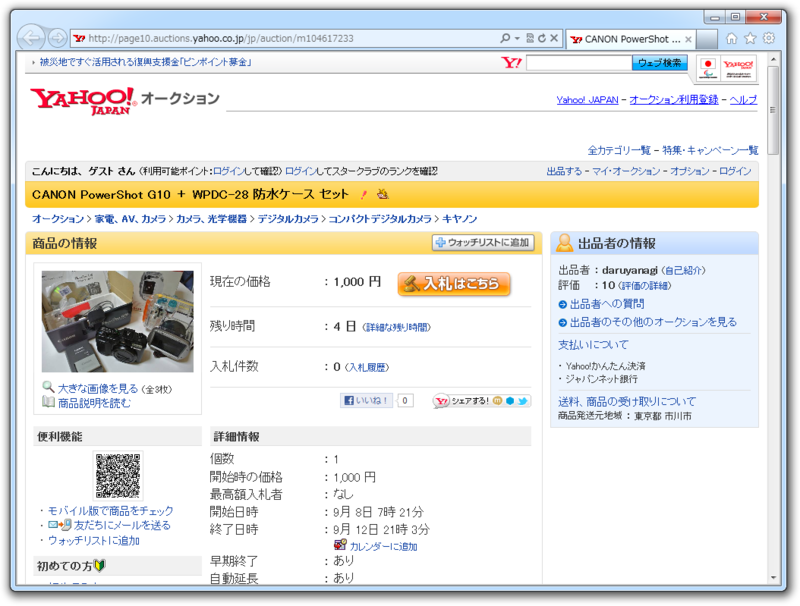 http://page10.auctions.yahoo.co.jp/jp/auction/m104617233
CANON PowerShot ...
被災地ですぐ活用される復興支援金「ピンポイント募金」
Y!
ウェブ検索
YAHOO! JAPAN オークション
Yahoo! JAPAN - オークション利用登録 - ヘルプ
全カテゴリ一覧 - 特集・キャンペーン一覧
こんにちは、ゲスト さん (利用可能ポイント:ログインして確認) ログインしてスタークラブのランクを確認
出品する - マイ・オークション - オプション - ログイン
CANON PowerShot G10 + WPDC-28 防水ケース セット
オークション > 家電、AV、カメラ > カメラ、光学機器 > デジタルカメラ > コンパクトデジタルカメラ > キヤノン
商品の情報
ウォッチリストに追加
現在の価格 : 1,000 円
入札はこちら
残り時間 : 4 日 (詳細な残り時間)
入札件数 : 0 (入札履歴)
大きな画像を見る (全3枚)
商品説明を読む
いいね! 0
シェアする!
便利機能
・モバイル版で商品をチェック
・友だちにメールを送る
・ウォッチリストに追加
初めての方
詳細情報
個数 : 1
開始時の価格 : 1,000 円
最高額入札者 : なし
開始日時 : 9月 8日 7時 21分
終了日時 : 9月 12日 21時 3分
カレンダーに追加
早期終了 : あり
自動延長 : あり
出品者の情報
出品者 : daruyanagi (自己紹介)
評価 : 10 (評価の詳細)
出品者への質問
出品者のその他のオークションを見る
支払いについて
・Yahoo!かんたん決済
・ジャパンネット銀行
送料、商品の受け取りについて
商品発送元地域 : 東京都 市川市